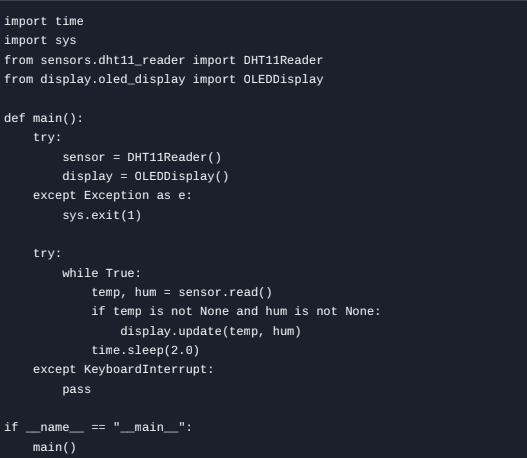 import time
import sys
from sensors.dht11_reader import DHT11Reader
from display.oled_display import OLEDDisplay

def main():
    try:
        sensor = DHT11Reader()
        display = OLEDDisplay()
    except Exception as e:
        sys.exit(1)

    try:
        while True:
            temp, hum = sensor.read()
            if temp is not None and hum is not None:
                display.update(temp, hum)
            time.sleep(2.0)
    except KeyboardInterrupt:
        pass

if __name__ == "__main__":
    main()